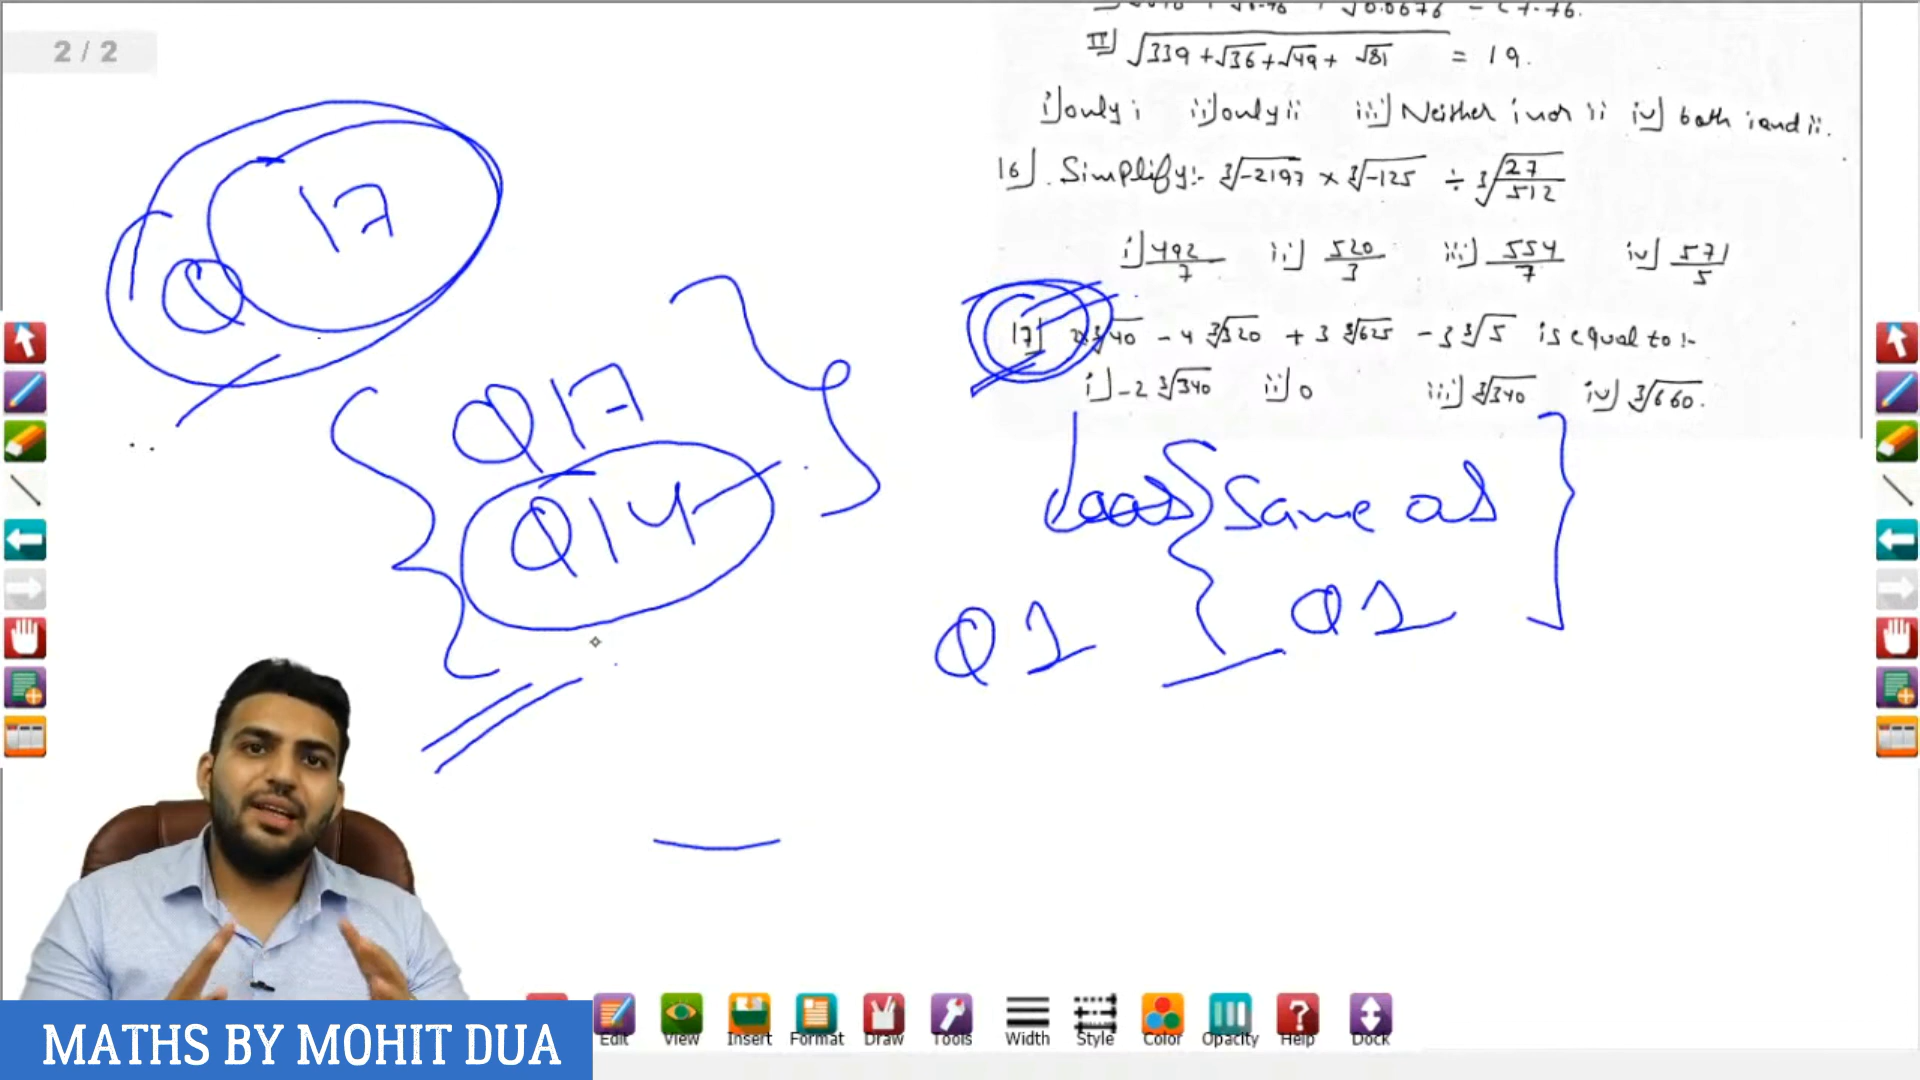 2 / 2
√0.0676
II] √339 + √36 + √49 + √81 = 19.
i] only i ii] only ii iii] Neither i nor ii iv] both i and ii.
16]. Simplify:- ∛-2197 × ∛-125 ÷ ∛27/512
i] 492/7 ii] 520/3 iii] 554/7 iv] 571/5
17] 2∛40 - 4∛320 + 3∛625 - 3∛5 is equal to :-
i] -2∛340 ii] 0 iii] ∛340 iv] ∛660.
Q 17
Q17
Q14
Same as
Q1
Q1
Edit View Insert Format Draw Tools Width Style Color Opacity Help Dock
MATHS BY MOHIT DUA